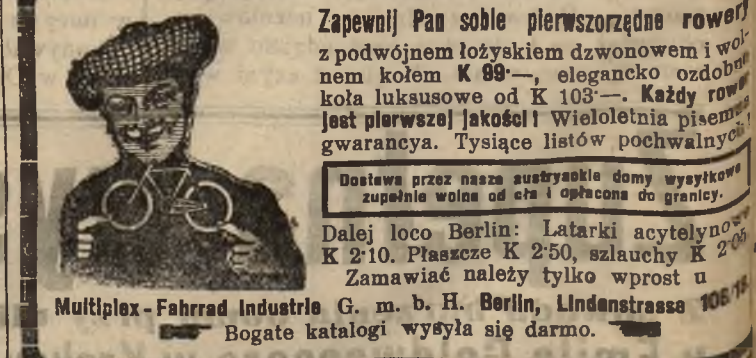 Zapewnij Pan sobie pierwszorzędne rowery
z podwójnem łożyskiem dzwonowem i wol-
nem kołem K 99·—, elegancko ozdobne
koła luksusowe od K 103·—. Każdy rower
jest pierwszej jakości! Wieloletnia pisemna
gwarancya. Tysiące listów pochwalnych!
Dostawa przez nasze austryackie domy wysyłkowe
zupełnie wolna od cła i opłacona do granicy.
Dalej loco Berlin: Latarki acytelynowe
K 2·10. Płaszcze K 2·50, szlauchy K 2·05
Zamawiać należy tylko wprost u
Multiplex-Fahrrad Industrie G. m. b. H. Berlin, Lindenstrasse
Bogate katalogi wysyła się darmo.